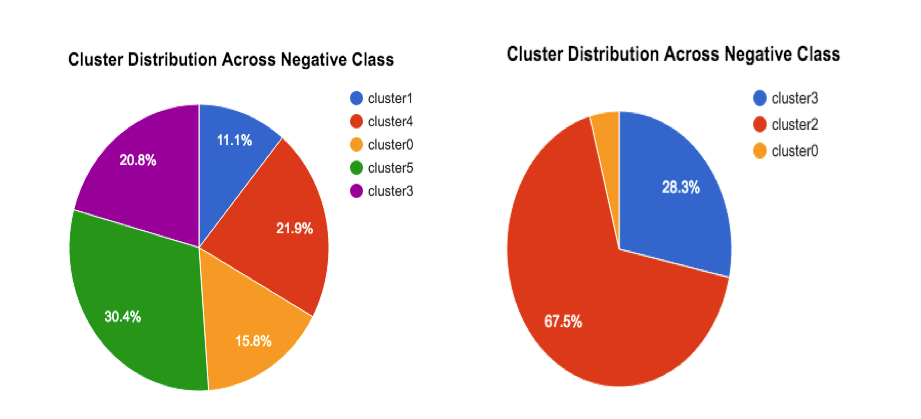 Cluster Distribution Across Negative Class
cluster1
cluster4
cluster0
cluster5
cluster3
11.1%
21.9%
15.8%
30.4%
20.8%
Cluster Distribution Across Negative Class
cluster3
cluster2
cluster0
28.3%
67.5%